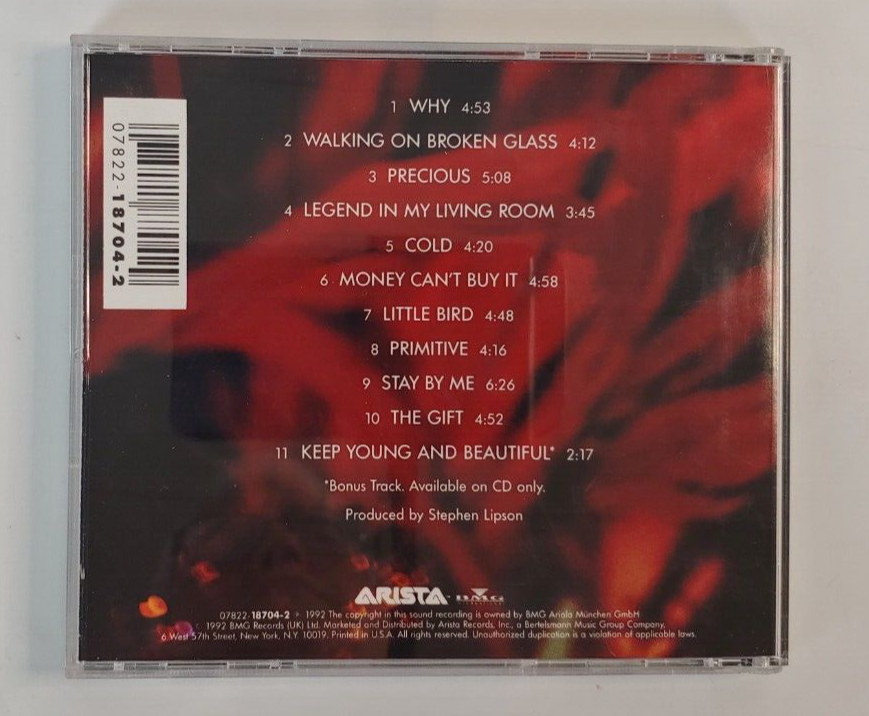 07822-18704-2
1 WHY 4:53
2 WALKING ON BROKEN GLASS 4:12
3 PRECIOUS 5:08
4 LEGEND IN MY LIVING ROOM 3:45
5 COLD 4:20
6 MONEY CAN'T BUY IT 4:58
7 LITTLE BIRD 4:48
8 PRIMITIVE 4:16
9 STAY BY ME 6:26
10 THE GIFT 4:52
11 KEEP YOUNG AND BEAUTIFUL* 2:17
*Bonus Track. Available on CD only.
Produced by Stephen Lipson
ARISTA BMG
07822-18704-2 ℗ 1992 The copyright in this sound recording is owned by BMG Ariola München GmbH
© 1992 BMG Records (UK) Ltd. Marketed and Distributed by Arista Records, Inc., a Bertelsmann Music Group Company,
6 West 57th Street, New York, N.Y. 10019. Printed in U.S.A. All rights reserved. Unauthorized duplication is a violation of applicable laws.